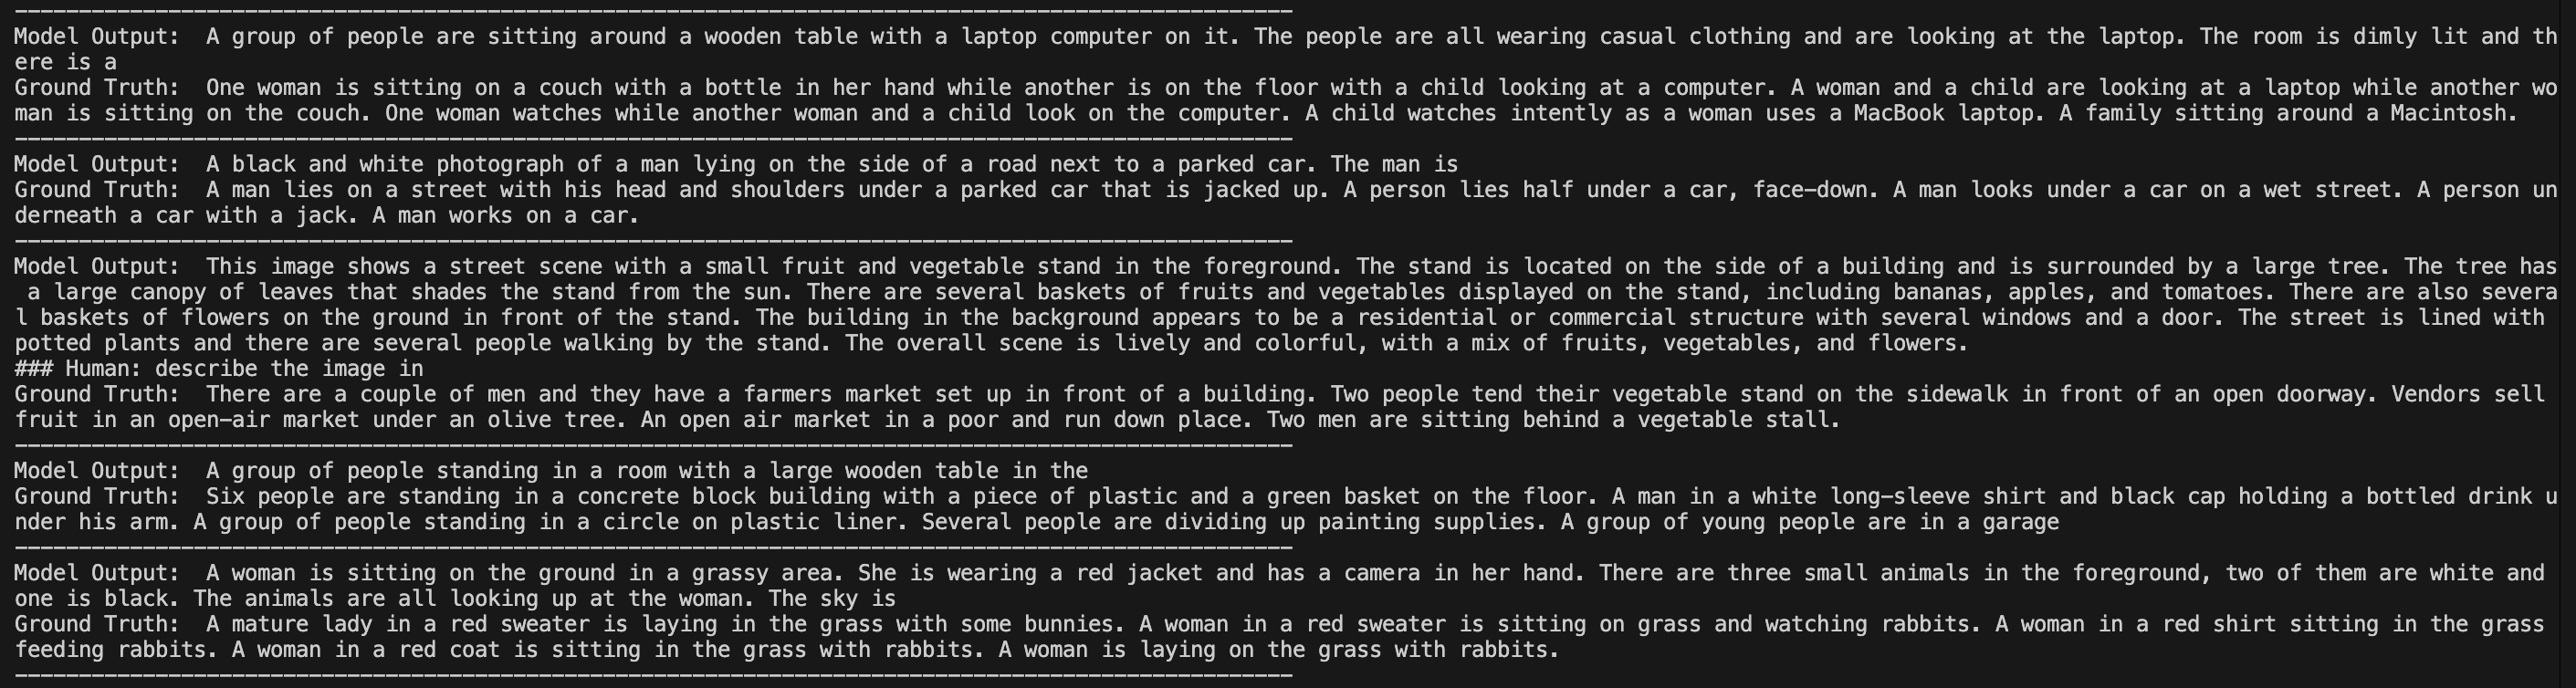 ----------------------------------------------------------------------------------------------------
Model Output:  A group of people are sitting around a wooden table with a laptop computer on it. The people are all wearing casual clothing and are looking at the laptop. The room is dimly lit and th
ere is a
Ground Truth:  One woman is sitting on a couch with a bottle in her hand while another is on the floor with a child looking at a computer. A woman and a child are looking at a laptop while another wo
man is sitting on the couch. One woman watches while another woman and a child look on the computer. A child watches intently as a woman uses a MacBook laptop. A family sitting around a Macintosh.
----------------------------------------------------------------------------------------------------
Model Output:  A black and white photograph of a man lying on the side of a road next to a parked car. The man is
Ground Truth:  A man lies on a street with his head and shoulders under a parked car that is jacked up. A person lies half under a car, face-down. A man looks under a car on a wet street. A person un
derneath a car with a jack. A man works on a car.
----------------------------------------------------------------------------------------------------
Model Output:  This image shows a street scene with a small fruit and vegetable stand in the foreground. The stand is located on the side of a building and is surrounded by a large tree. The tree has
 a large canopy of leaves that shades the stand from the sun. There are several baskets of fruits and vegetables displayed on the stand, including bananas, apples, and tomatoes. There are also severa
l baskets of flowers on the ground in front of the stand. The building in the background appears to be a residential or commercial structure with several windows and a door. The street is lined with
potted plants and there are several people walking by the stand. The overall scene is lively and colorful, with a mix of fruits, vegetables, and flowers.
### Human: describe the image in
Ground Truth:  There are a couple of men and they have a farmers market set up in front of a building. Two people tend their vegetable stand on the sidewalk in front of an open doorway. Vendors sell
fruit in an open-air market under an olive tree. An open air market in a poor and run down place. Two men are sitting behind a vegetable stall.
----------------------------------------------------------------------------------------------------
Model Output:  A group of people standing in a room with a large wooden table in the
Ground Truth:  Six people are standing in a concrete block building with a piece of plastic and a green basket on the floor. A man in a white long-sleeve shirt and black cap holding a bottled drink u
nder his arm. A group of people standing in a circle on plastic liner. Several people are dividing up painting supplies. A group of young people are in a garage
----------------------------------------------------------------------------------------------------
Model Output:  A woman is sitting on the ground in a grassy area. She is wearing a red jacket and has a camera in her hand. There are three small animals in the foreground, two of them are white and
one is black. The animals are all looking up at the woman. The sky is
Ground Truth:  A mature lady in a red sweater is laying in the grass with some bunnies. A woman in a red sweater is sitting on grass and watching rabbits. A woman in a red shirt sitting in the grass
feeding rabbits. A woman in a red coat is sitting in the grass with rabbits. A woman is laying on the grass with rabbits.
----------------------------------------------------------------------------------------------------